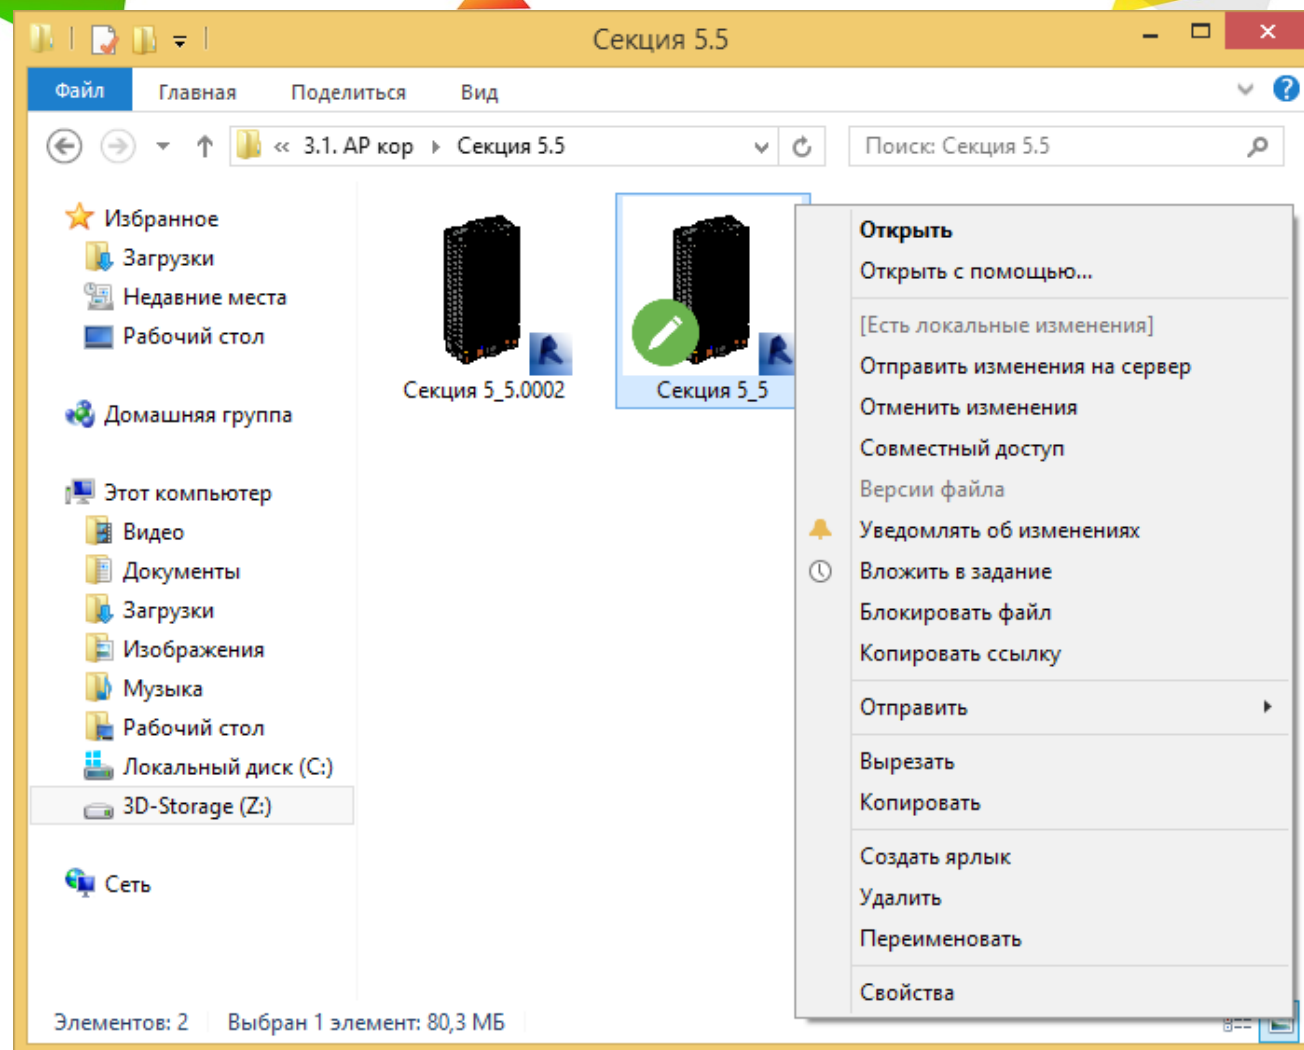 Секция 5.5
Файл Главная Поделиться Вид
« 3.1. АР кор Секция 5.5
Поиск: Секция 5.5
Избранное
Загрузки
Недавние места
Рабочий стол
Домашняя группа
Этот компьютер
Видео
Документы
Загрузки
Изображения
Музыка
Рабочий стол
Локальный диск (C:)
3D-Storage (Z:)
Сеть
Секция 5_5.0002
Секция 5_5
Открыть
Открыть с помощью...
[Есть локальные изменения]
Отправить изменения на сервер
Отменить изменения
Совместный доступ
Версии файла
Уведомлять об изменениях
Вложить в задание
Блокировать файл
Копировать ссылку
Отправить
Вырезать
Копировать
Создать ярлык
Удалить
Переименовать
Свойства
Элементов: 2 Выбран 1 элемент: 80,3 МБ